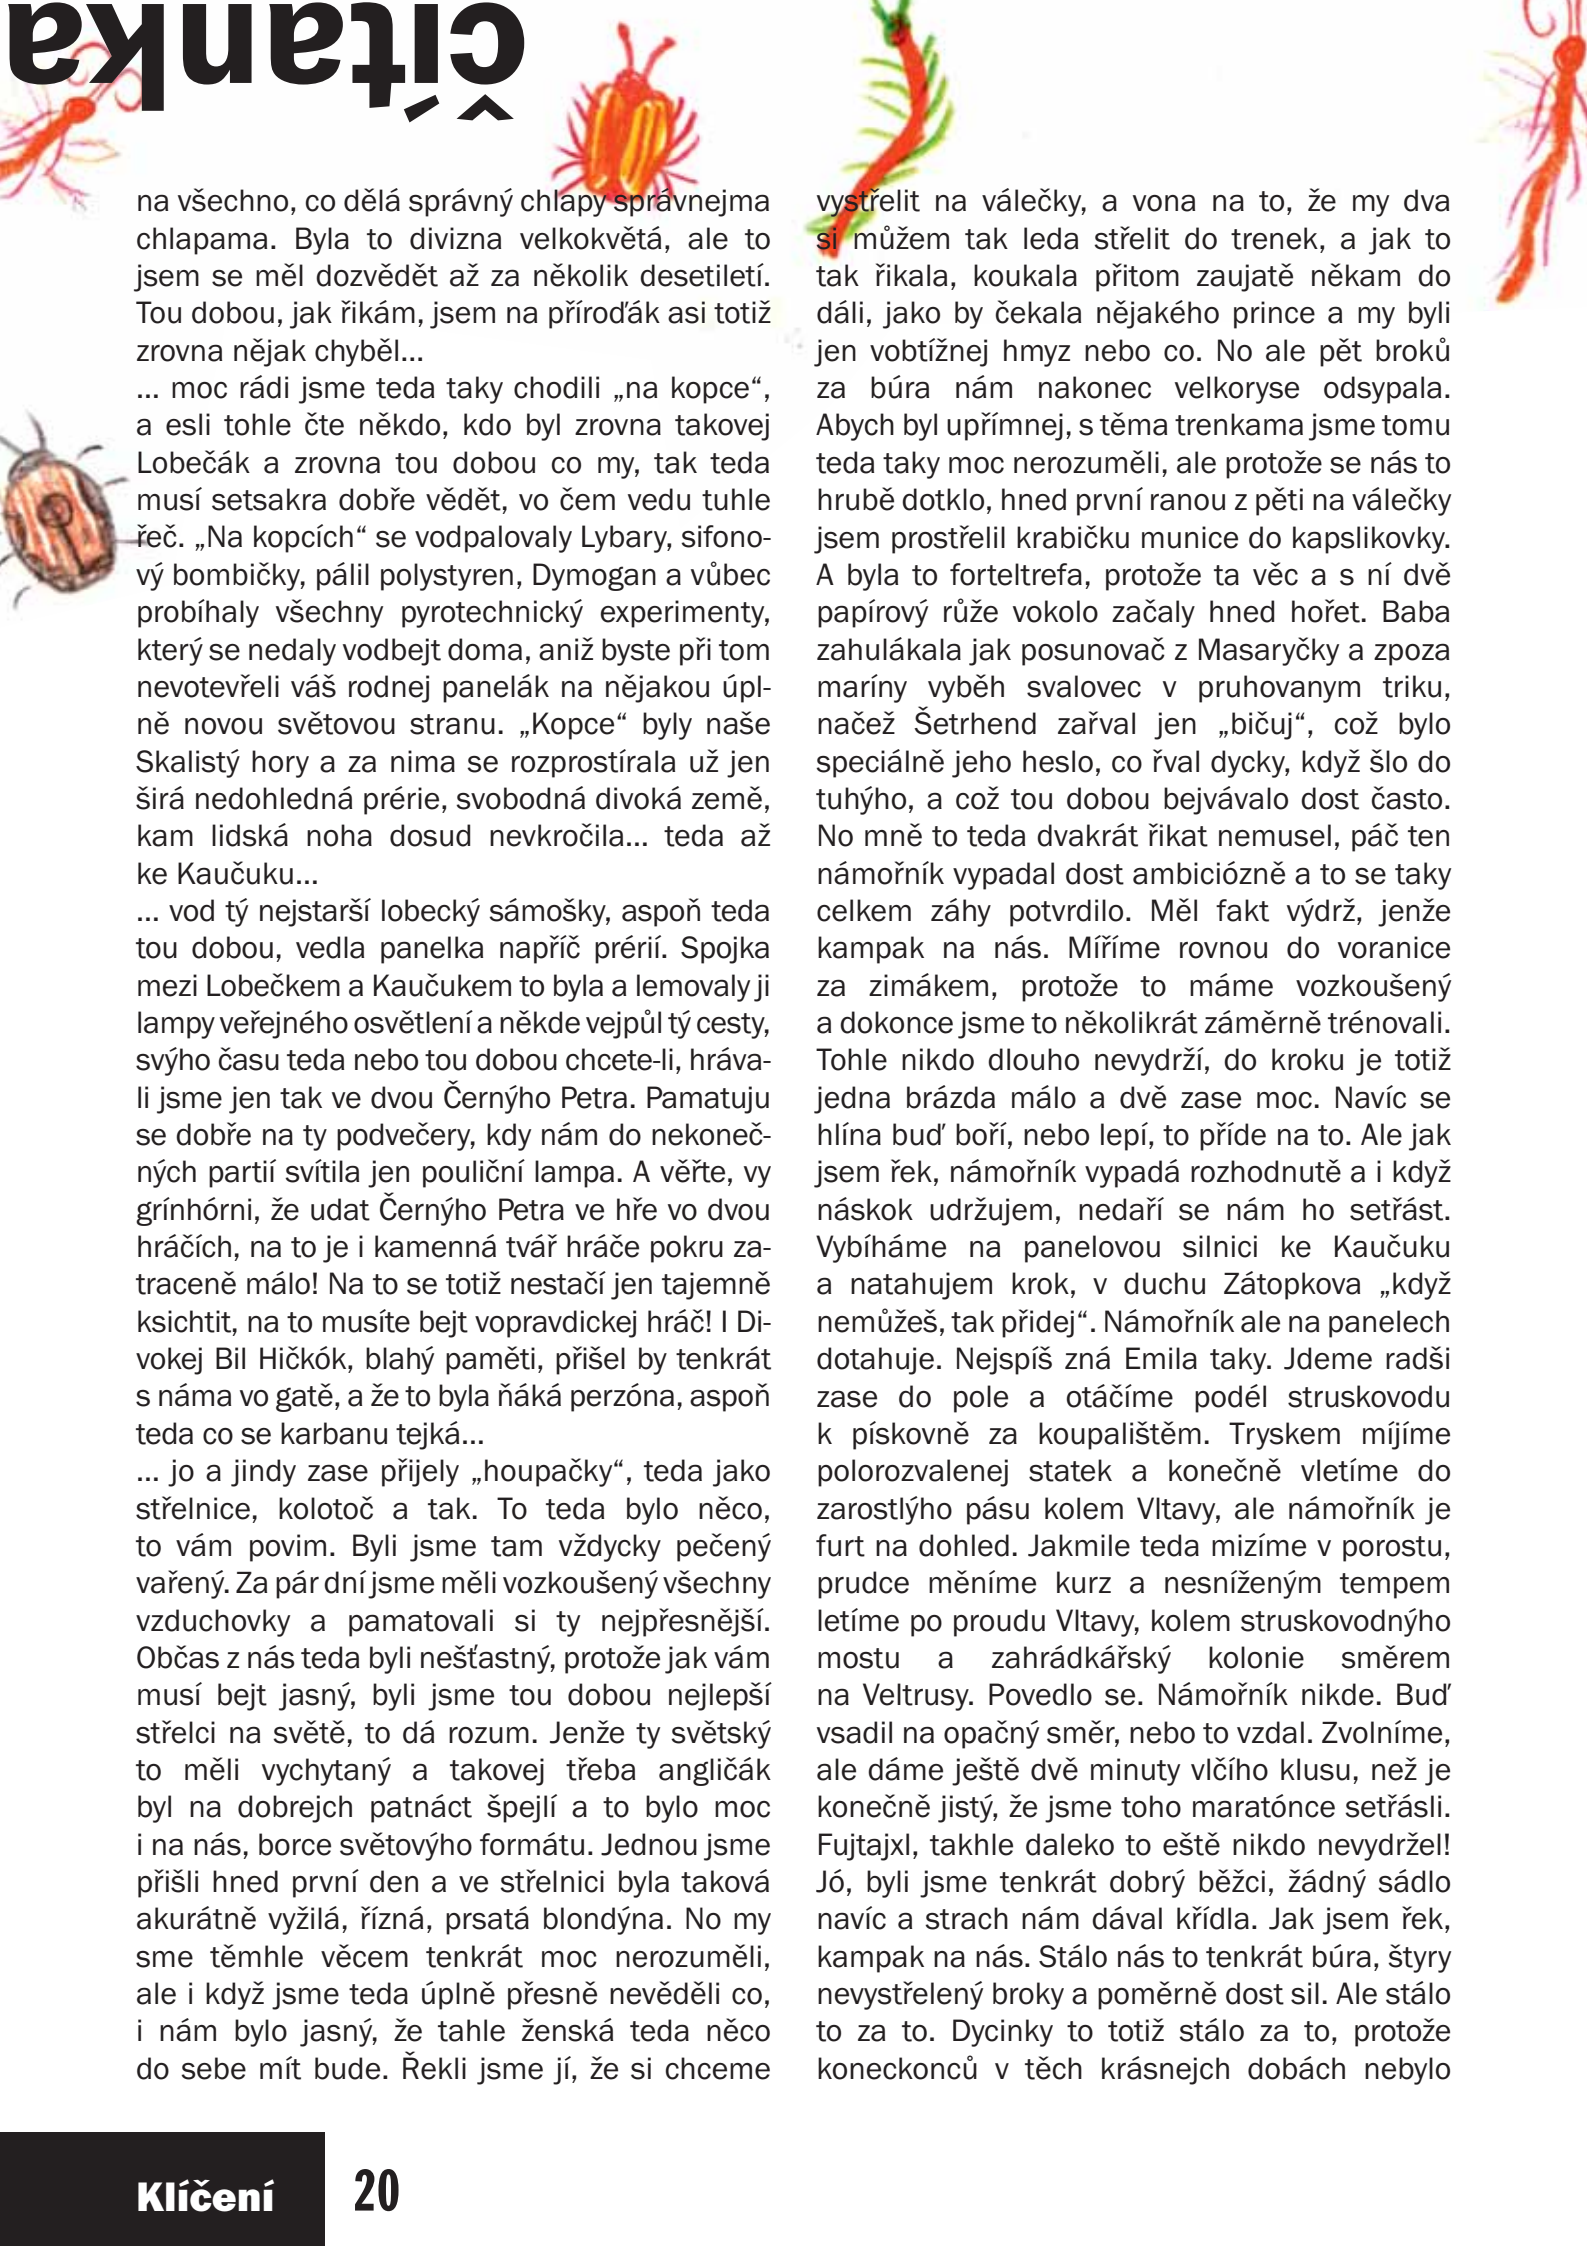 čítanka
na všechno, co dělá správný chlapy správnejma
chlapama. Byla to divizna velkokvětá, ale to
jsem se měl dozvědět až za několik desetiletí.
Tou dobou, jak řikám, jsem na příroďák asi totiž
zrovna nějak chyběl...
... moc rádi jsme teda taky chodili „na kopce“,
a esli tohle čte někdo, kdo byl zrovna takovej
Lobečák a zrovna tou dobou co my, tak teda
musí setsakra dobře vědět, vo čem vedu tuhle
řeč. „Na kopcích“ se vodpalovaly Lybary, sifono-
vý bombičky, pálil polystyren, Dymogan a vůbec
probíhaly všechny pyrotechnický experimenty,
který se nedaly vodbejt doma, aniž byste při tom
nevotevřeli váš rodnej panelák na nějakou úpl-
ně novou světovou stranu. „Kopce“ byly naše
Skalistý hory a za nima se rozprostírala už jen
širá nedohledná prérie, svobodná divoká země,
kam lidská noha dosud nevkročila... teda až
ke Kaučuku...
... vod tý nejstarší lobecký sámošky, aspoň teda
tou dobou, vedla panelka napříč prérií. Spojka
mezi Lobečkem a Kaučukem to byla a lemovaly ji
lampy veřejného osvětlení a někde vejpůl tý cesty,
svýho času teda nebo tou dobou chcete-li, hráva-
li jsme jen tak ve dvou Černýho Petra. Pamatuju
se dobře na ty podvečery, kdy nám do nekoneč-
ných partií svítila jen pouliční lampa. A věřte, vy
grínhórni, že udat Černýho Petra ve hře vo dvou
hráčích, na to je i kamenná tvář hráče pokru za-
traceně málo! Na to se totiž nestačí jen tajemně
ksichtit, na to musíte bejt vopravdickej hráč! I Di-
vokej Bil Hičkók, blahý paměti, přišel by tenkrát
s náma vo gatě, a že to byla ňáká perzóna, aspoň
teda co se karbanu tejká...
... jo a jindy zase přijely „houpačky“, teda jako
střelnice, kolotoč a tak. To teda bylo něco,
to vám povim. Byli jsme tam vždycky pečený
vařený. Za pár dní jsme měli vozkoušený všechny
vzduchovky a pamatovali si ty nejpřesnější.
Občas z nás teda byli nešťastný, protože jak vám
musí bejt jasný, byli jsme tou dobou nejlepší
střelci na světě, to dá rozum. Jenže ty světský
to měli vychytaný a takovej třeba angličák
byl na dobrejch patnáct špejlí a to bylo moc
i na nás, borce světovýho formátu. Jednou jsme
přišli hned první den a ve střelnici byla taková
akurátně vyžilá, řízná, prsatá blondýna. No my
sme těmhle věcem tenkrát moc nerozuměli,
ale i když jsme teda úplně přesně nevěděli co,
i nám bylo jasný, že tahle ženská teda něco
do sebe mít bude. Řekli jsme jí, že si chceme
vystřelit na válečky, a vona na to, že my dva
si můžem tak leda střelit do trenek, a jak to
tak řikala, koukala přitom zaujatě někam do
dáli, jako by čekala nějakého prince a my byli
jen vobtížnej hmyz nebo co. No ale pět broků
za búra nám nakonec velkoryse odsypala.
Abych byl upřímnej, s těma trenkama jsme tomu
teda taky moc nerozuměli, ale protože se nás to
hrubě dotklo, hned první ranou z pěti na válečky
jsem prostřelil krabičku munice do kapslikovky.
A byla to forteltrefa, protože ta věc a s ní dvě
papírový růže vokolo začaly hned hořet. Baba
zahulákala jak posunovač z Masaryčky a zpoza
maríny vyběh svalovec v pruhovanym triku,
načež Šetrhend zařval jen „bičuj“, což bylo
speciálně jeho heslo, co řval dycky, když šlo do
tuhýho, a což tou dobou bejvávalo dost často.
No mně to teda dvakrát řikat nemusel, páč ten
námořník vypadal dost ambiciózně a to se taky
celkem záhy potvrdilo. Měl fakt výdrž, jenže
kampak na nás. Míříme rovnou do voranice
za zimákem, protože to máme vozkoušený
a dokonce jsme to několikrát záměrně trénovali.
Tohle nikdo dlouho nevydrží, do kroku je totiž
jedna brázda málo a dvě zase moc. Navíc se
hlína buď boří, nebo lepí, to příde na to. Ale jak
jsem řek, námořník vypadá rozhodnutě a i když
náskok udržujem, nedaří se nám ho setřást.
Vybíháme na panelovou silnici ke Kaučuku
a natahujem krok, v duchu Zátopkova „když
nemůžeš, tak přidej“. Námořník ale na panelech
dotahuje. Nejspíš zná Emila taky. Jdeme radši
zase do pole a otáčíme podél struskovodu
k pískovně za koupalištěm. Tryskem míjíme
polorozvalenej statek a konečně vletíme do
zarostlýho pásu kolem Vltavy, ale námořník je
furt na dohled. Jakmile teda mizíme v porostu,
prudce měníme kurz a nesníženým tempem
letíme po proudu Vltavy, kolem struskovodnýho
mostu a zahrádkářský kolonie směrem
na Veltrusy. Povedlo se. Námořník nikde. Buď
vsadil na opačný směr, nebo to vzdal. Zvolníme,
ale dáme ještě dvě minuty vlčího klusu, než je
konečně jistý, že jsme toho maratónce setřásli.
Fujtajxl, takhle daleko to eště nikdo nevydržel!
Jó, byli jsme tenkrát dobrý běžci, žádný sádlo
navíc a strach nám dával křídla. Jak jsem řek,
kampak na nás. Stálo nás to tenkrát búra, štyry
nevystřelený broky a poměrně dost sil. Ale stálo
to za to. Dycinky to totiž stálo za to, protože
koneckonců v těch krásnejch dobách nebylo
Klíčení 20